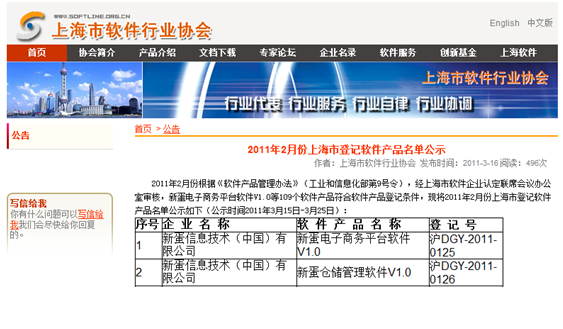 WWW.SOFTLINE.ORG.CN
上海市软件行业协会
English 中文版
首页 协会简介 产品介绍 文档下载 专家论坛 企业名录 软件服务 创新基金 上海软件
上海市软件行业协会
行业代表 行业服务 行业自律 行业协调
公告
首页 > 公告
2011年2月份上海市登记软件产品名单公示
作者：上海市软件行业协会 发布时间：2011-3-16 阅读：496次
2011年2月份根据《软件产品管理办法》（工业和信息化部第9号令），经上海市软件企业认定联席会议办公
室审核，新蛋电子商务平台软件V1.0等109个软件产品符合软件产品登记条件，现将2011年2月份上海市登记软件
产品名单公示如下（公示时间2011年3月15日-3月25日）：
写信给我
你有什么问题可以写信给
我我们会尽快给你回复
的。
序号 企 业 名 称 软 件 产 品 名 称 登 记 号
1 新蛋信息技术（中国）有限公司 新蛋电子商务平台软件V1.0 沪DGY-2011-0125
2 新蛋信息技术（中国）有限公司 新蛋仓储管理软件V1.0 沪DGY-2011-0126